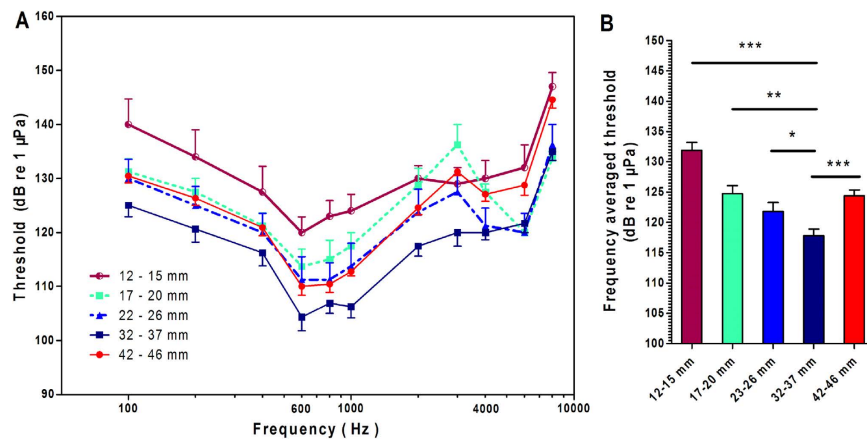 A
Threshold (dB re 1 µPa)
160
150
140
130
120
110
100
90
12 - 15 mm
17 - 20 mm
22 - 26 mm
32 - 37 mm
42 - 46 mm
100
600
1000
4000
10000
Frequency ( Hz )
B
Frequency averaged threshold
(dB re 1 µPa)
150
145
140
135
130
125
120
115
110
105
100
***
**
*
***
12-15 mm
17-20 mm
23-26 mm
32-37 mm
42-46 mm